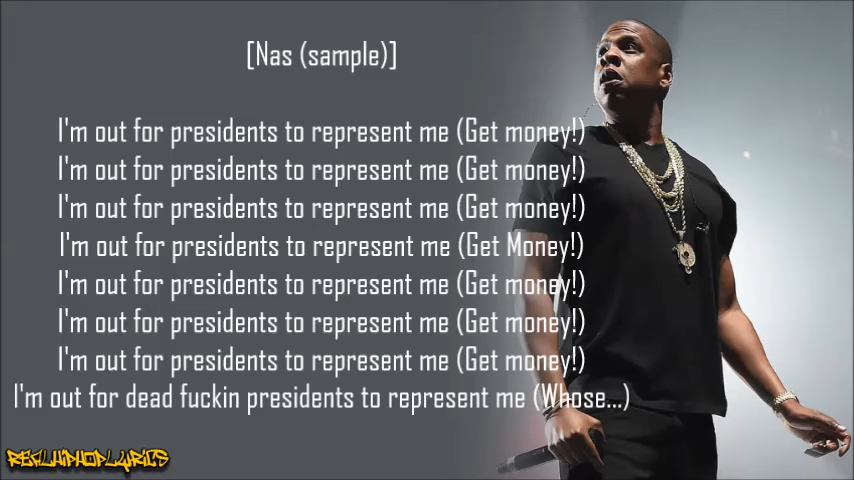 [Nas (sample)]
I'm out for presidents to represent me (Get money!)
I'm out for presidents to represent me (Get money!)
I'm out for presidents to represent me (Get money!)
I'm out for presidents to represent me (Get Money!)
I'm out for presidents to represent me (Get money!)
I'm out for presidents to represent me (Get money!)
I'm out for presidents to represent me (Get money!)
I'm out for dead fuckin presidents to represent me (Whose...)
REALHIPHOPLYRICS